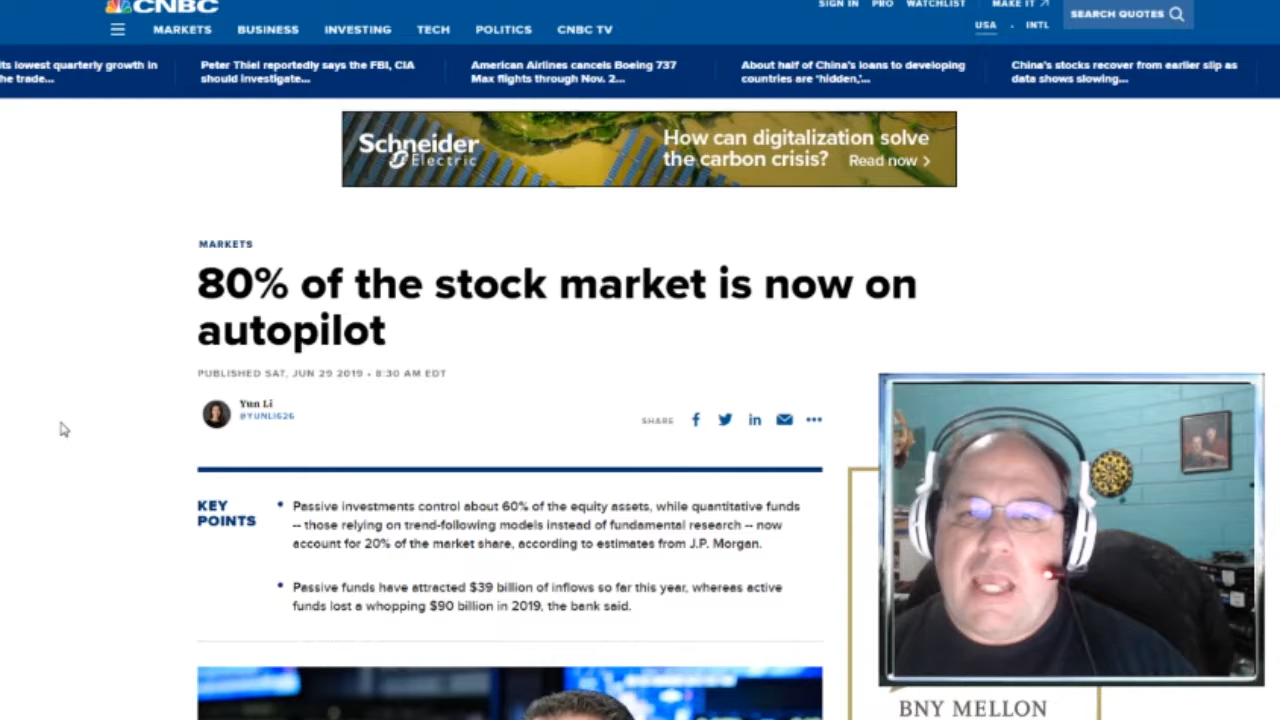 CNBC
SIGN IN PRO WATCHLIST MAKE IT
SEARCH QUOTES
MARKETS BUSINESS INVESTING TECH POLITICS CNBC TV
USA · INTL
its lowest quarterly growth in
he trade...
Peter Thiel reportedly says the FBI, CIA
should investigate...
American Airlines cancels Boeing 737
Max flights through Nov. 2...
About half of China's loans to developing
countries are 'hidden,'...
China's stocks recover from earlier slip as
data shows slowing...
Schneider
Electric
How can digitalization solve
the carbon crisis? Read now >
MARKETS
80% of the stock market is now on
autopilot
PUBLISHED SAT, JUN 29 2019 • 8:30 AM EDT
Yun Li
@YUNLI626
SHARE
KEY
POINTS
• Passive investments control about 60% of the equity assets, while quantitative funds
-- those relying on trend-following models instead of fundamental research -- now
account for 20% of the market share, according to estimates from J.P. Morgan.
• Passive funds have attracted $39 billion of inflows so far this year, whereas active
funds lost a whopping $90 billion in 2019, the bank said.
BNY MELLON